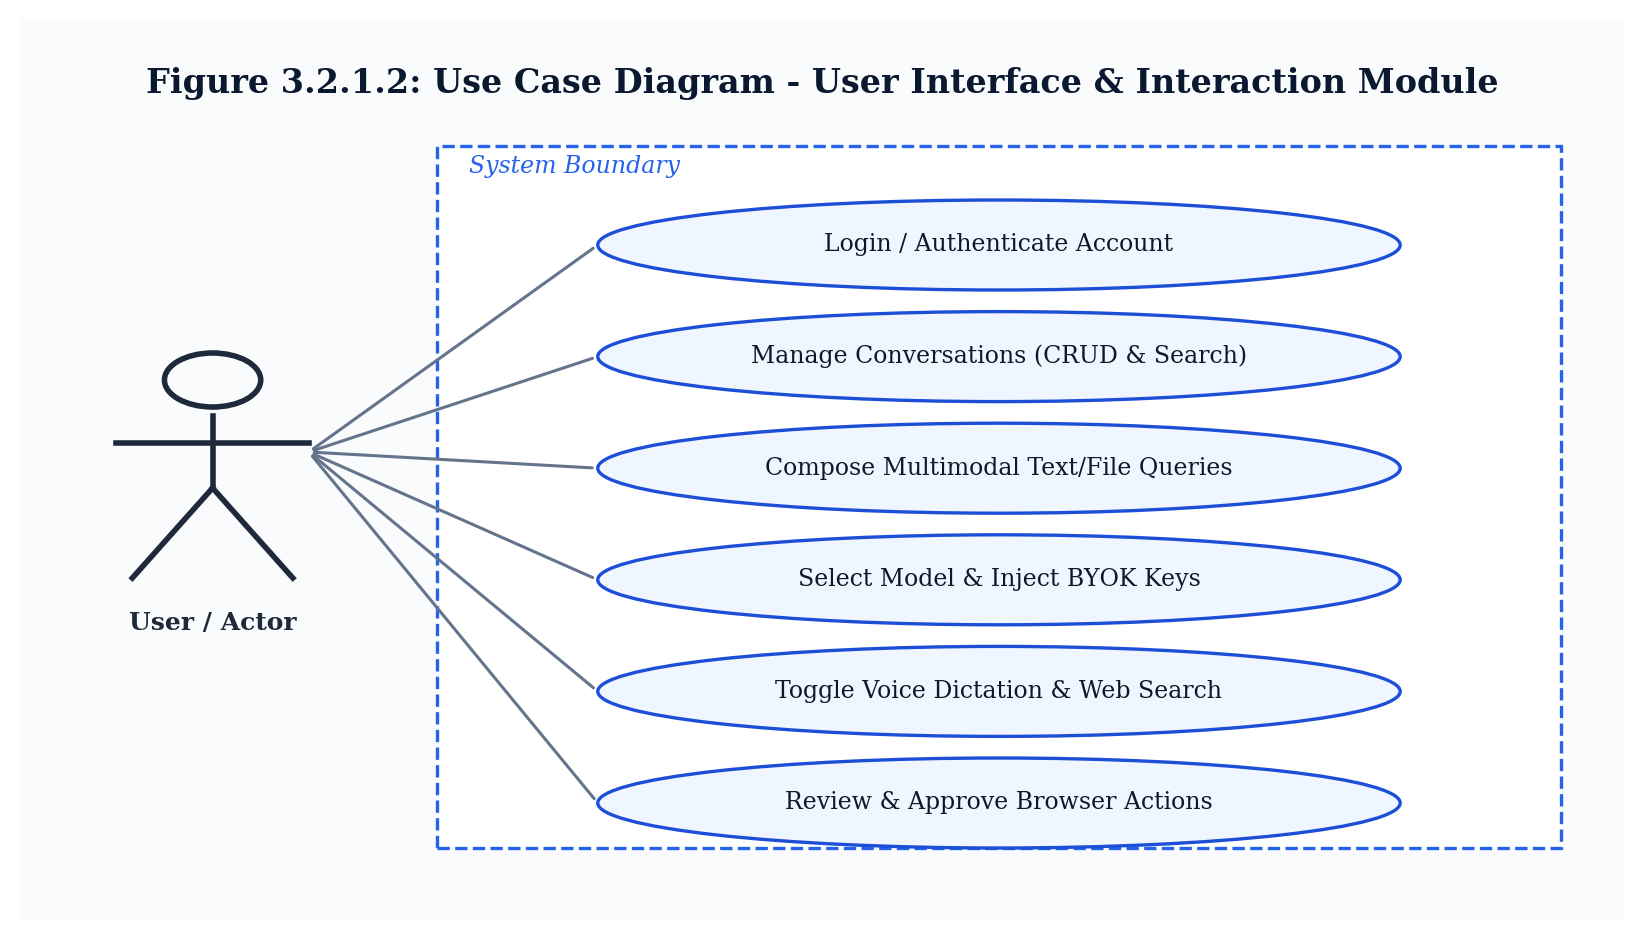 Figure 3.2.1.2: Use Case Diagram - User Interface & Interaction Module
System Boundary
Login / Authenticate Account
Manage Conversations (CRUD & Search)
Compose Multimodal Text/File Queries
Select Model & Inject BYOK Keys
User / Actor
Toggle Voice Dictation & Web Search
Review & Approve Browser Actions